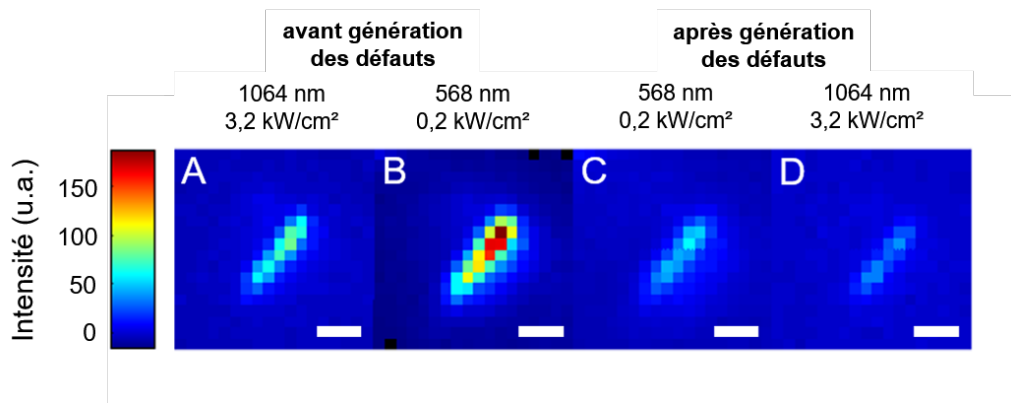 avant génération
des défauts
après génération
des défauts
1064 nm
3,2 kW/cm²
568 nm
0,2 kW/cm²
568 nm
0,2 kW/cm²
1064 nm
3,2 kW/cm²
Intensité (u.a.)
150
100
50
0
A
B
C
D